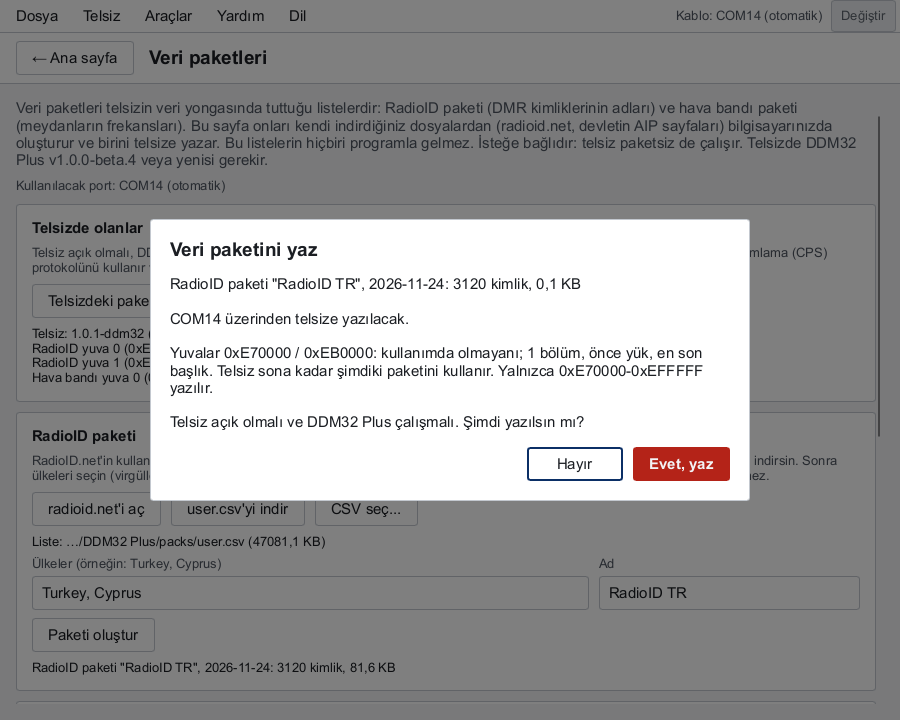 Dosya Telsiz Araçlar Yardım Dil Kablo: COM14 (otomatik) Değiştir
← Ana sayfa Veri paketleri
Veri paketleri telsizin veri yongasında tuttuğu listelerdir: RadioID paketi (DMR kimliklerinin adları) ve hava bandı paketi
(meydanların frekansları). Bu sayfa onları kendi indirdiğiniz dosyalardan (radioid.net, devletin AIP sayfaları) bilgisayarınızda
oluşturur ve birini telsize yazar. Bu listelerin hiçbiri programla gelmez. İsteğe bağlıdır: telsiz paketsiz de çalışır. Telsizde DDM32
Plus v1.0.0-beta.4 veya yenisi gerekir.
Kullanılacak port: COM14 (otomatik)
Telsizde olanlar
Telsiz açık olmalı, (CPS)
protokolünü kullanır
Telsizdeki
Telsiz: 1.0.1-ddm32
RadioID yuva 0
RadioID yuva 1
Hava bandı yuva 0
Veri paketini yaz
RadioID paketi "RadioID TR", 2026-11-24: 3120 kimlik, 0,1 KB
COM14 üzerinden telsize yazılacak.
Yuvalar 0xE70000 / 0xEB0000: kullanımda olmayanı; 1 bölüm, önce yük, en son
başlık. Telsiz sona kadar şimdiki paketini kullanır. Yalnızca 0xE70000-0xEFFFFF
yazılır.
Telsiz açık olmalı ve DDM32 Plus çalışmalı. Şimdi yazılsın mı?
Hayır Evet, yaz
RadioID paketi
RadioID.net'in indirsin. Sonra
ülkeleri seçin
radioid.net'i aç user.csv'yi indir CSV seç...
Liste: …/DDM32 Plus/packs/user.csv (47081,1 KB)
Ülkeler (örneğin: Turkey, Cyprus) Ad
Turkey, Cyprus RadioID TR
Paketi oluştur
RadioID paketi "RadioID TR", 2026-11-24: 3120 kimlik, 81,6 KB